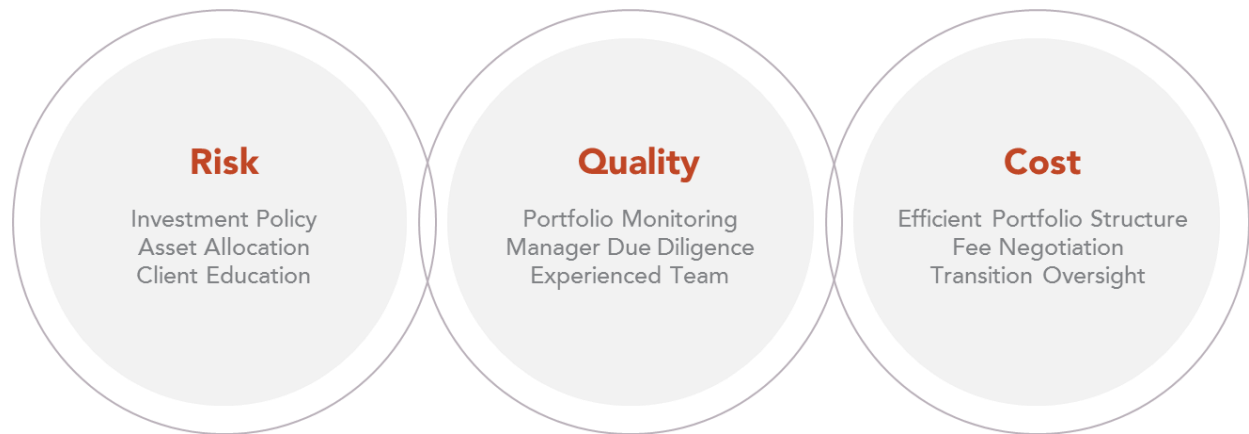 Risk
Investment Policy
Asset Allocation
Client Education
Quality
Portfolio Monitoring
Manager Due Diligence
Experienced Team
Cost
Efficient Portfolio Structure
Fee Negotiation
Transition Oversight